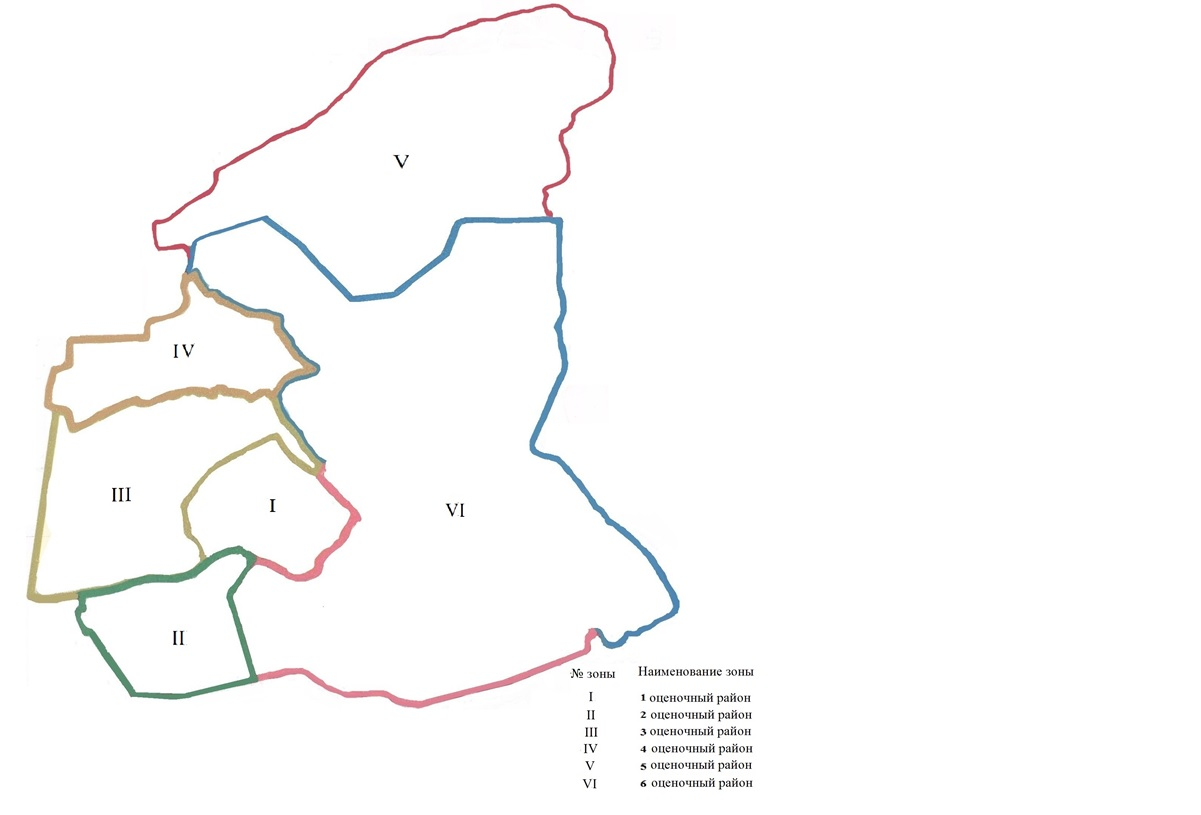 V
IV
III
I
VI
II
№ зоны Наименование зоны
I 1 оценочный район
II 2 оценочный район
III 3 оценочный район
IV 4 оценочный район
V 5 оценочный район
VI 6 оценочный район